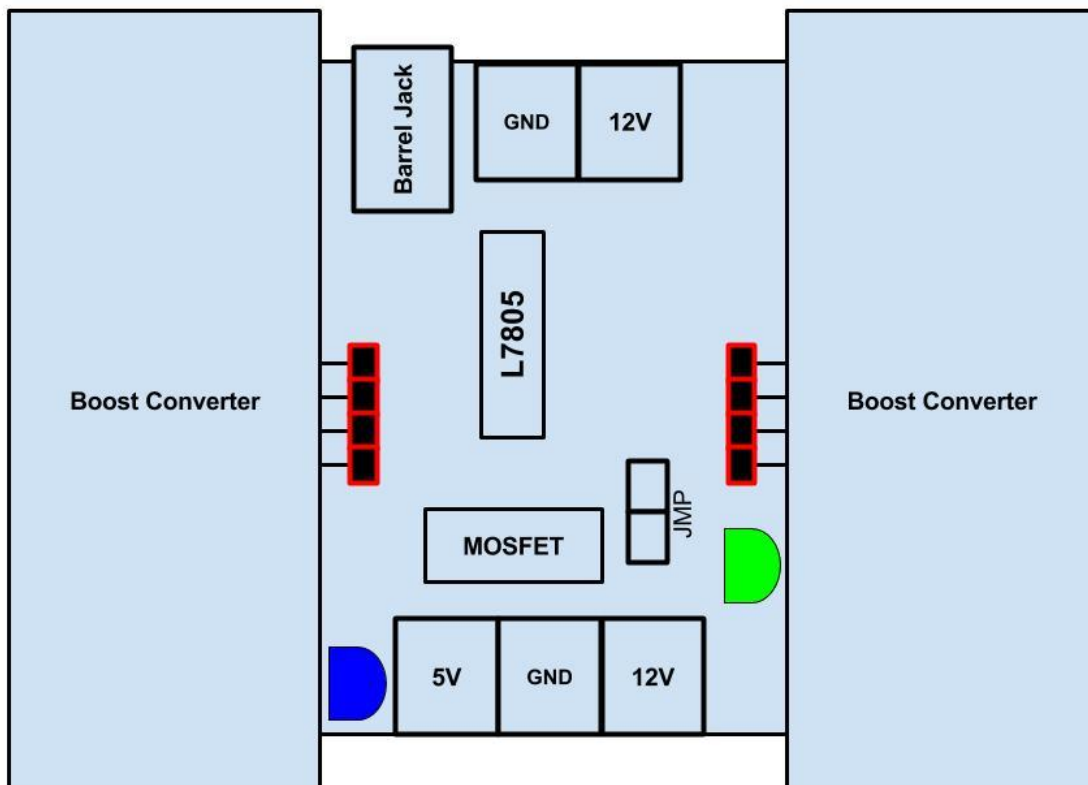 Barrel Jack
GND
12V
L7805
Boost Converter
Boost Converter
JMP
MOSFET
5V
GND
12V